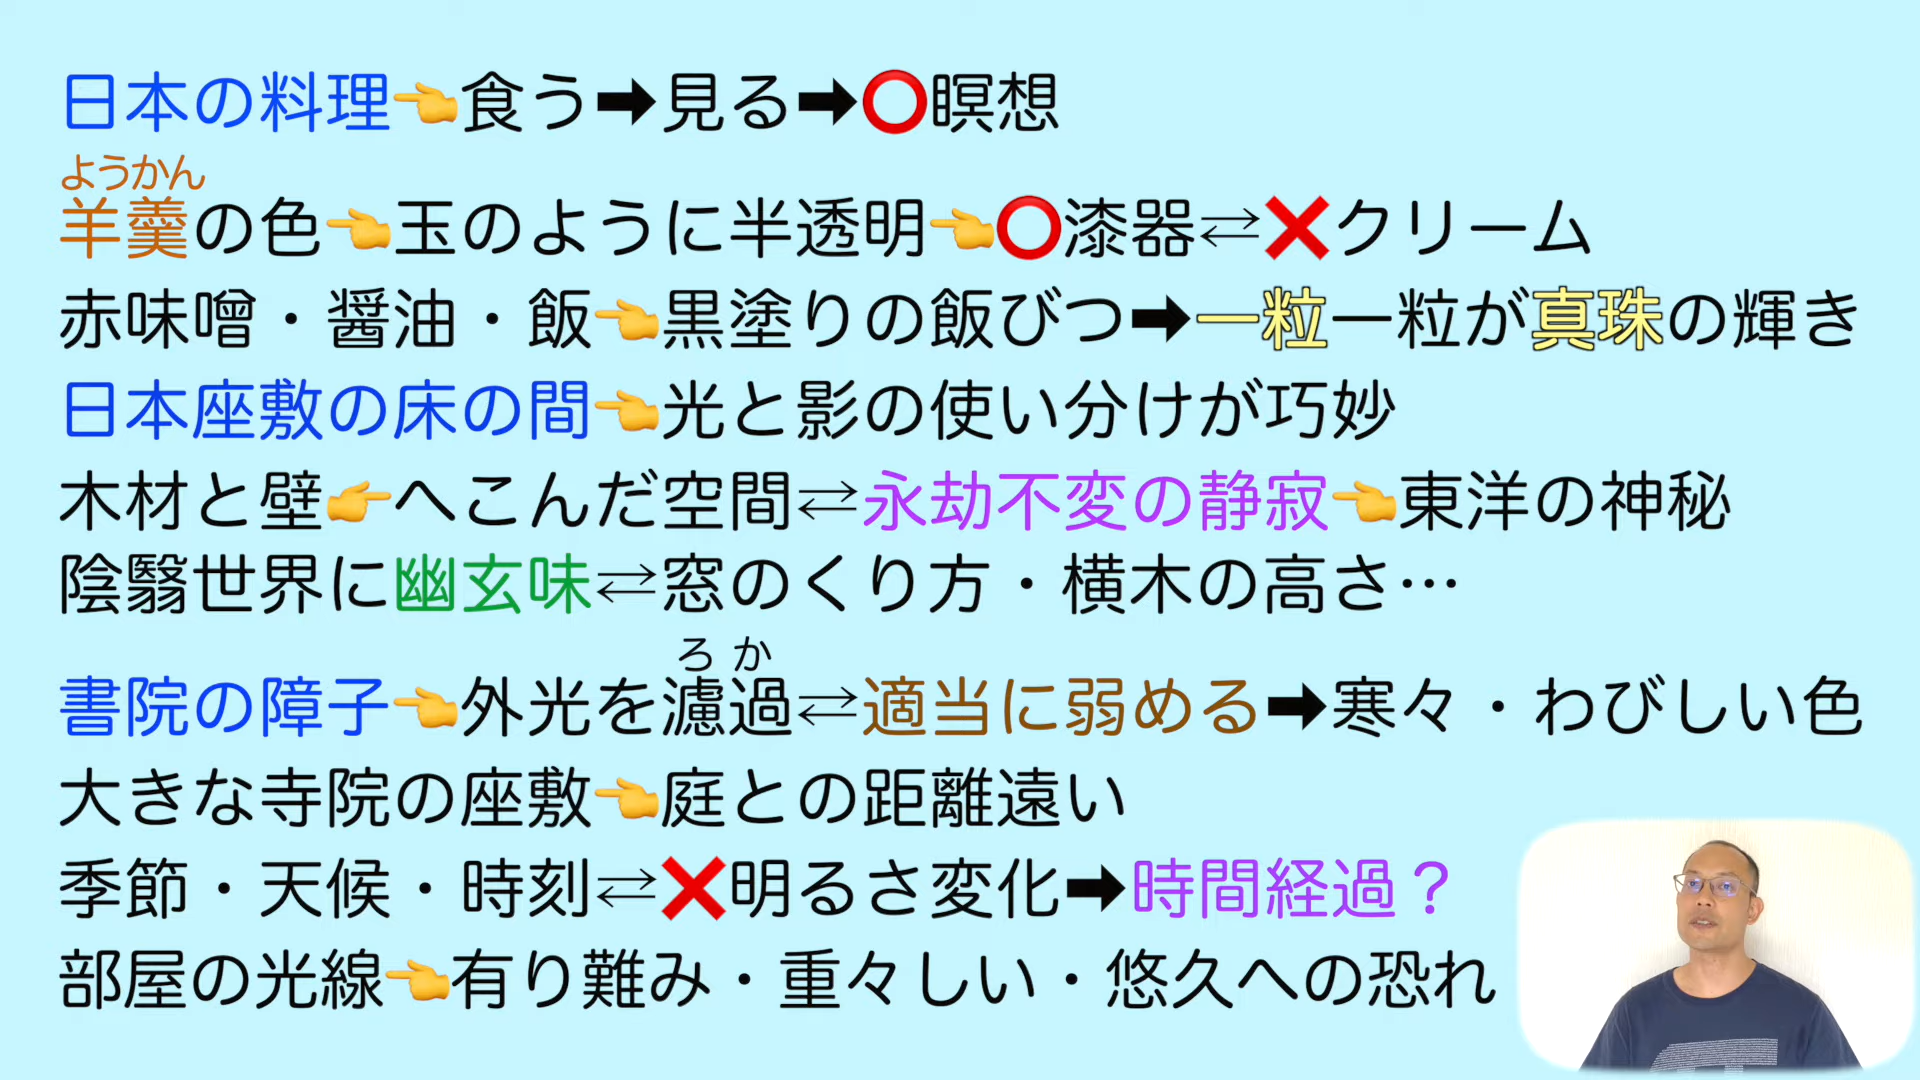 日本の料理👈食う➡見る➡⭕瞑想
ようかん
羊羹の色👈玉のように半透明👈⭕漆器⇄❌クリーム
赤味噌・醤油・飯👈黒塗りの飯びつ➡一粒一粒が真珠の輝き
日本座敷の床の間👈光と影の使い分けが巧妙
木材と壁👉へこんだ空間⇄永劫不変の静寂👈東洋の神秘
陰翳世界に幽玄味⇄窓のくり方・横木の高さ…
ろか
書院の障子👈外光を濾過⇄適当に弱める➡寒々・わびしい色
大きな寺院の座敷👈庭との距離遠い
季節・天候・時刻⇄❌明るさ変化➡時間経過？
部屋の光線👈有り難み・重々しい・悠久への恐れ